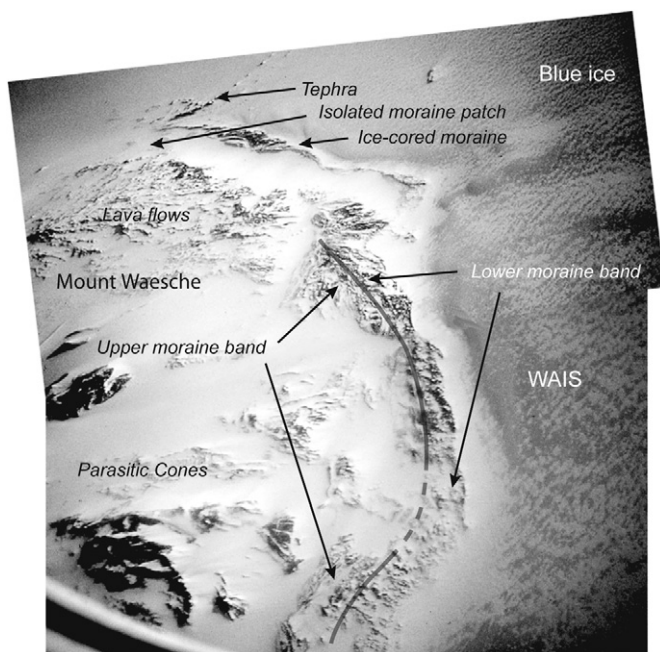 Blue ice
Tephra
Isolated moraine patch
Ice-cored moraine
Lava flows
Lower moraine band
Mount Waesche
Upper moraine band
WAIS
Parasitic Cones